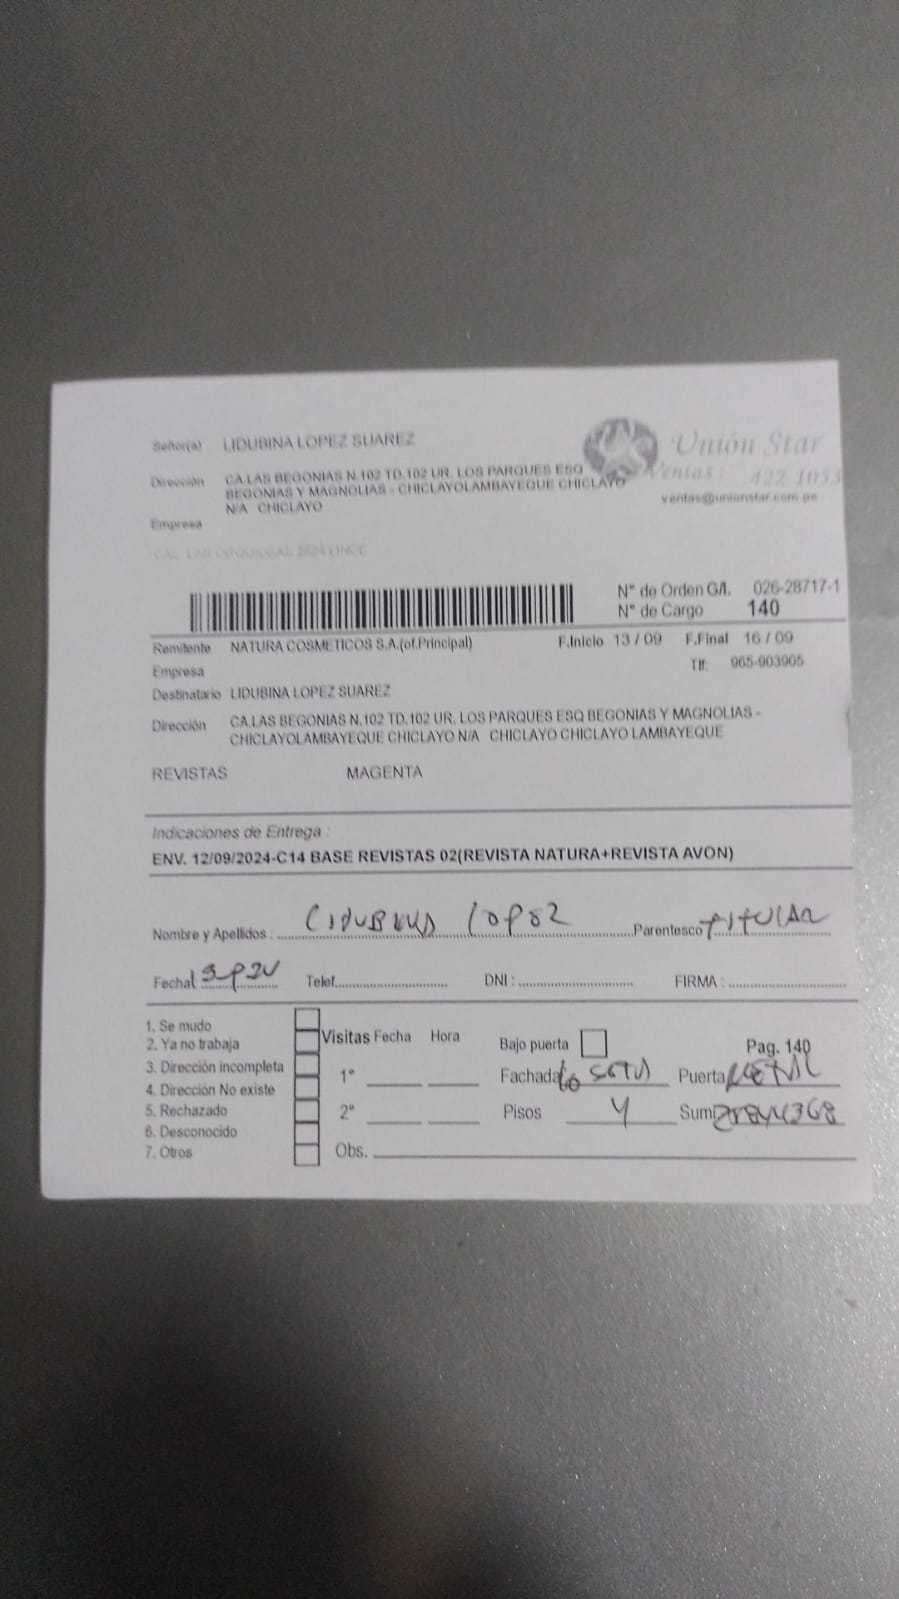 Señor(a) LIDUBINA LOPEZ SUAREZ
Unión Star
Dirección CA.LAS BEGONIAS N.102 TD.102 UR. LOS PARQUES ESQ
BEGONIAS Y MAGNOLIAS - CHICLAYOLAMBAYEQUE CHICLAYO
N/A CHICLAYO
Ventas: 422 1053
ventas@unionstar.com.pe
Empresa
N° de Orden G/I. 026-28717-1
N° de Cargo 140
Remitente NATURA COSMETICOS S.A.(of.Principal) F.Inicio 13 / 09 F.Final 16 / 09
Empresa Tlf: 965-903905
Destinatario LIDUBINA LOPEZ SUAREZ
Dirección CA.LAS BEGONIAS N.102 TD.102 UR. LOS PARQUES ESQ BEGONIAS Y MAGNOLIAS -
CHICLAYOLAMBAYEQUE CHICLAYO N/A CHICLAYO CHICLAYO LAMBAYEQUE
REVISTAS MAGENTA
Indicaciones de Entrega :
ENV. 12/09/2024-C14 BASE REVISTAS 02(REVISTA NATURA+REVISTA AVON)
Nombre y Apellidos : Lopez Parentesco TITULAR
Fecha Telef. DNI : FIRMA :
1. Se mudo
2. Ya no trabaja
3. Dirección incompleta
4. Dirección No existe
5. Rechazado
6. Desconocido
7. Otros
Visitas Fecha Hora Bajo puerta Pag. 140
1° Fachada Puerta METAL
2° Pisos 4 Sum
Obs.